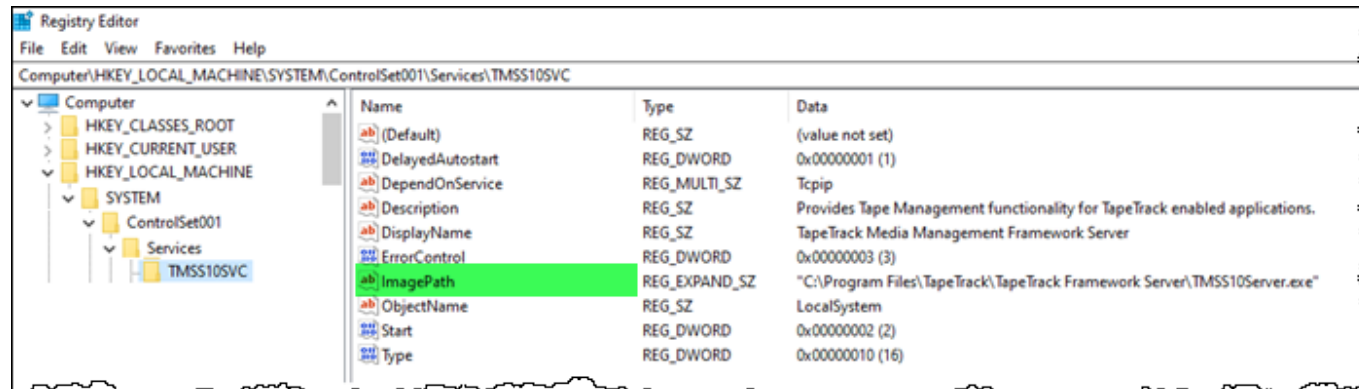 Registry Editor
File Edit View Favorites Help
Computer\HKEY_LOCAL_MACHINE\SYSTEM\ControlSet001\Services\TMSS10SVC
Computer
HKEY_CLASSES_ROOT
HKEY_CURRENT_USER
HKEY_LOCAL_MACHINE
SYSTEM
ControlSet001
Services
TMSS10SVC
Name Type Data
(Default) REG_SZ (value not set)
DelayedAutostart REG_DWORD 0x00000001 (1)
DependOnService REG_MULTI_SZ Tcpip
Description REG_SZ Provides Tape Management functionality for TapeTrack enabled applications.
DisplayName REG_SZ TapeTrack Media Management Framework Server
ErrorControl REG_DWORD 0x00000003 (3)
ImagePath REG_EXPAND_SZ "C:\Program Files\TapeTrack\TapeTrack Framework Server\TMSS10Server.exe"
ObjectName REG_SZ LocalSystem
Start REG_DWORD 0x00000002 (2)
Type REG_DWORD 0x00000010 (16)